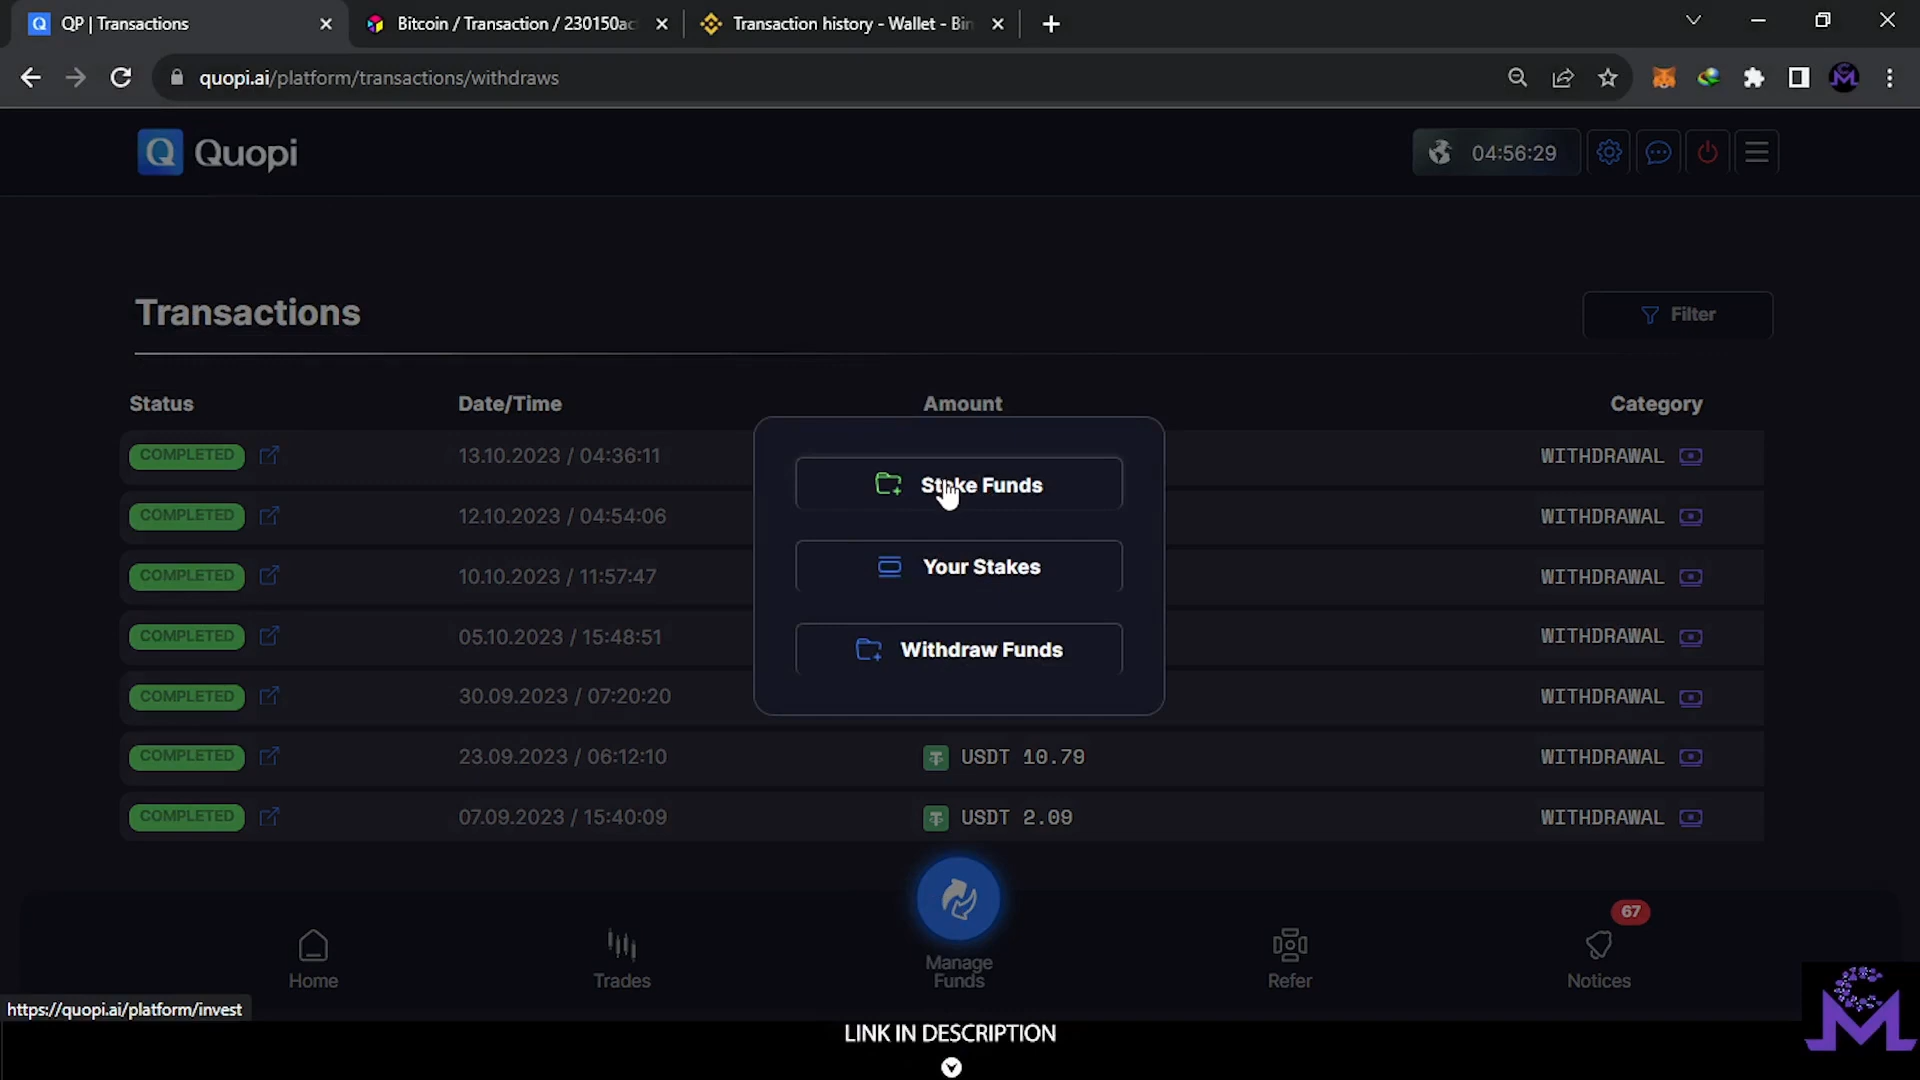 QP | Transactions
Bitcoin / Transaction / 230150ac
Transaction history - Wallet - Bin
quopi.ai/platform/transactions/withdraws
Q Quopi
04:56:29
Transactions
Filter
Status Date/Time Amount Category
COMPLETED 13.10.2023 / 04:36:11 WITHDRAWAL
COMPLETED 12.10.2023 / 04:54:06 WITHDRAWAL
COMPLETED 10.10.2023 / 11:57:47 WITHDRAWAL
COMPLETED 05.10.2023 / 15:48:51 WITHDRAWAL
COMPLETED 30.09.2023 / 07:20:20 WITHDRAWAL
COMPLETED 23.09.2023 / 06:12:10 USDT 10.79 WITHDRAWAL
COMPLETED 07.09.2023 / 15:40:09 USDT 2.09 WITHDRAWAL
Stake Funds
Your Stakes
Withdraw Funds
Home
Trades
Manage
Funds
Refer
67
Notices
https://quopi.ai/platform/invest
LINK IN DESCRIPTION